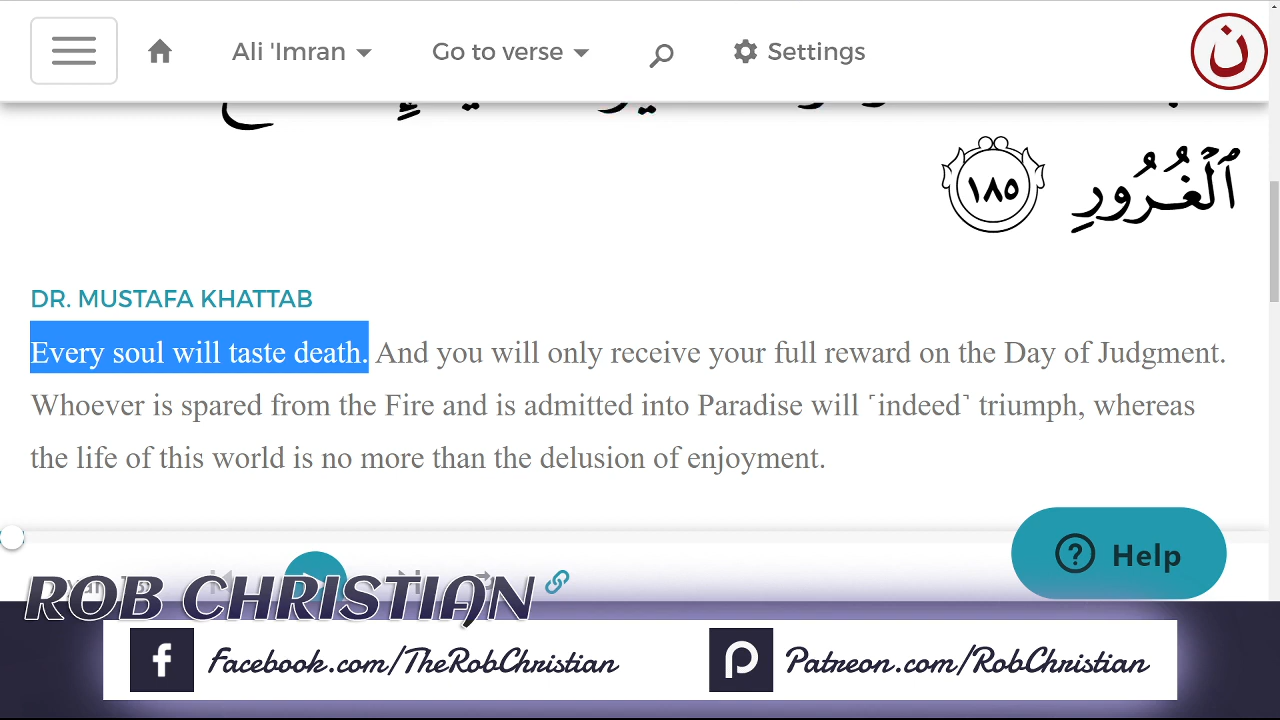 Ali 'Imran Go to verse Settings
ن
ٱلْغُرُورِ ١٨٥
DR. MUSTAFA KHATTAB
Every soul will taste death. And you will only receive your full reward on the Day of Judgment.
Whoever is spared from the Fire and is admitted into Paradise will ˹indeed˺ triumph, whereas
the life of this world is no more than the delusion of enjoyment.
Help
ROB CHRISTIAN
Facebook.com/TheRobChristian
Patreon.com/RobChristian